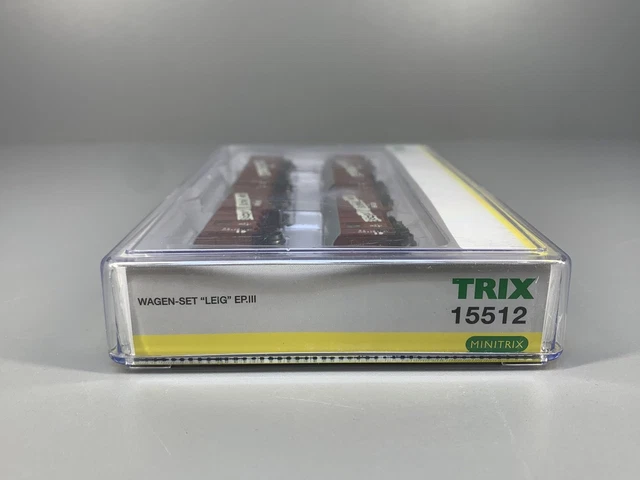 WAGEN-SET "LEIG" EP.III
TRIX
15512
MINITRIX